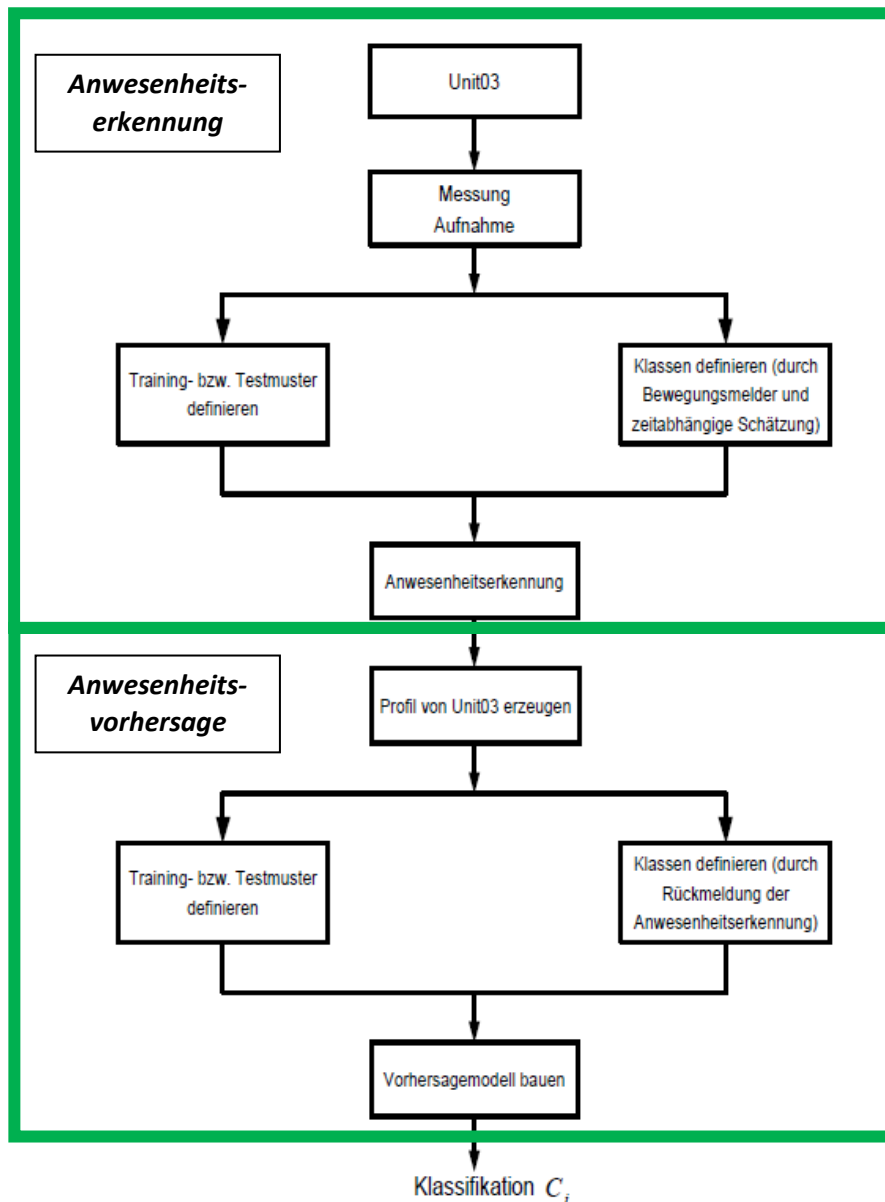 Anwesenheits-
erkennung
Unit03
Messung
Aufnahme
Training- bzw. Testmuster
definieren
Klassen definieren (durch
Bewegungsmelder und
zeitabhängige Schätzung)
Anwesenheitserkennung
Anwesenheits-
vorhersage
Profil von Unit03 erzeugen
Training- bzw. Testmuster
definieren
Klassen definieren (durch
Rückmeldung der
Anwesenheitserkennung)
Vorhersagemodell bauen
Klassifikation C_i